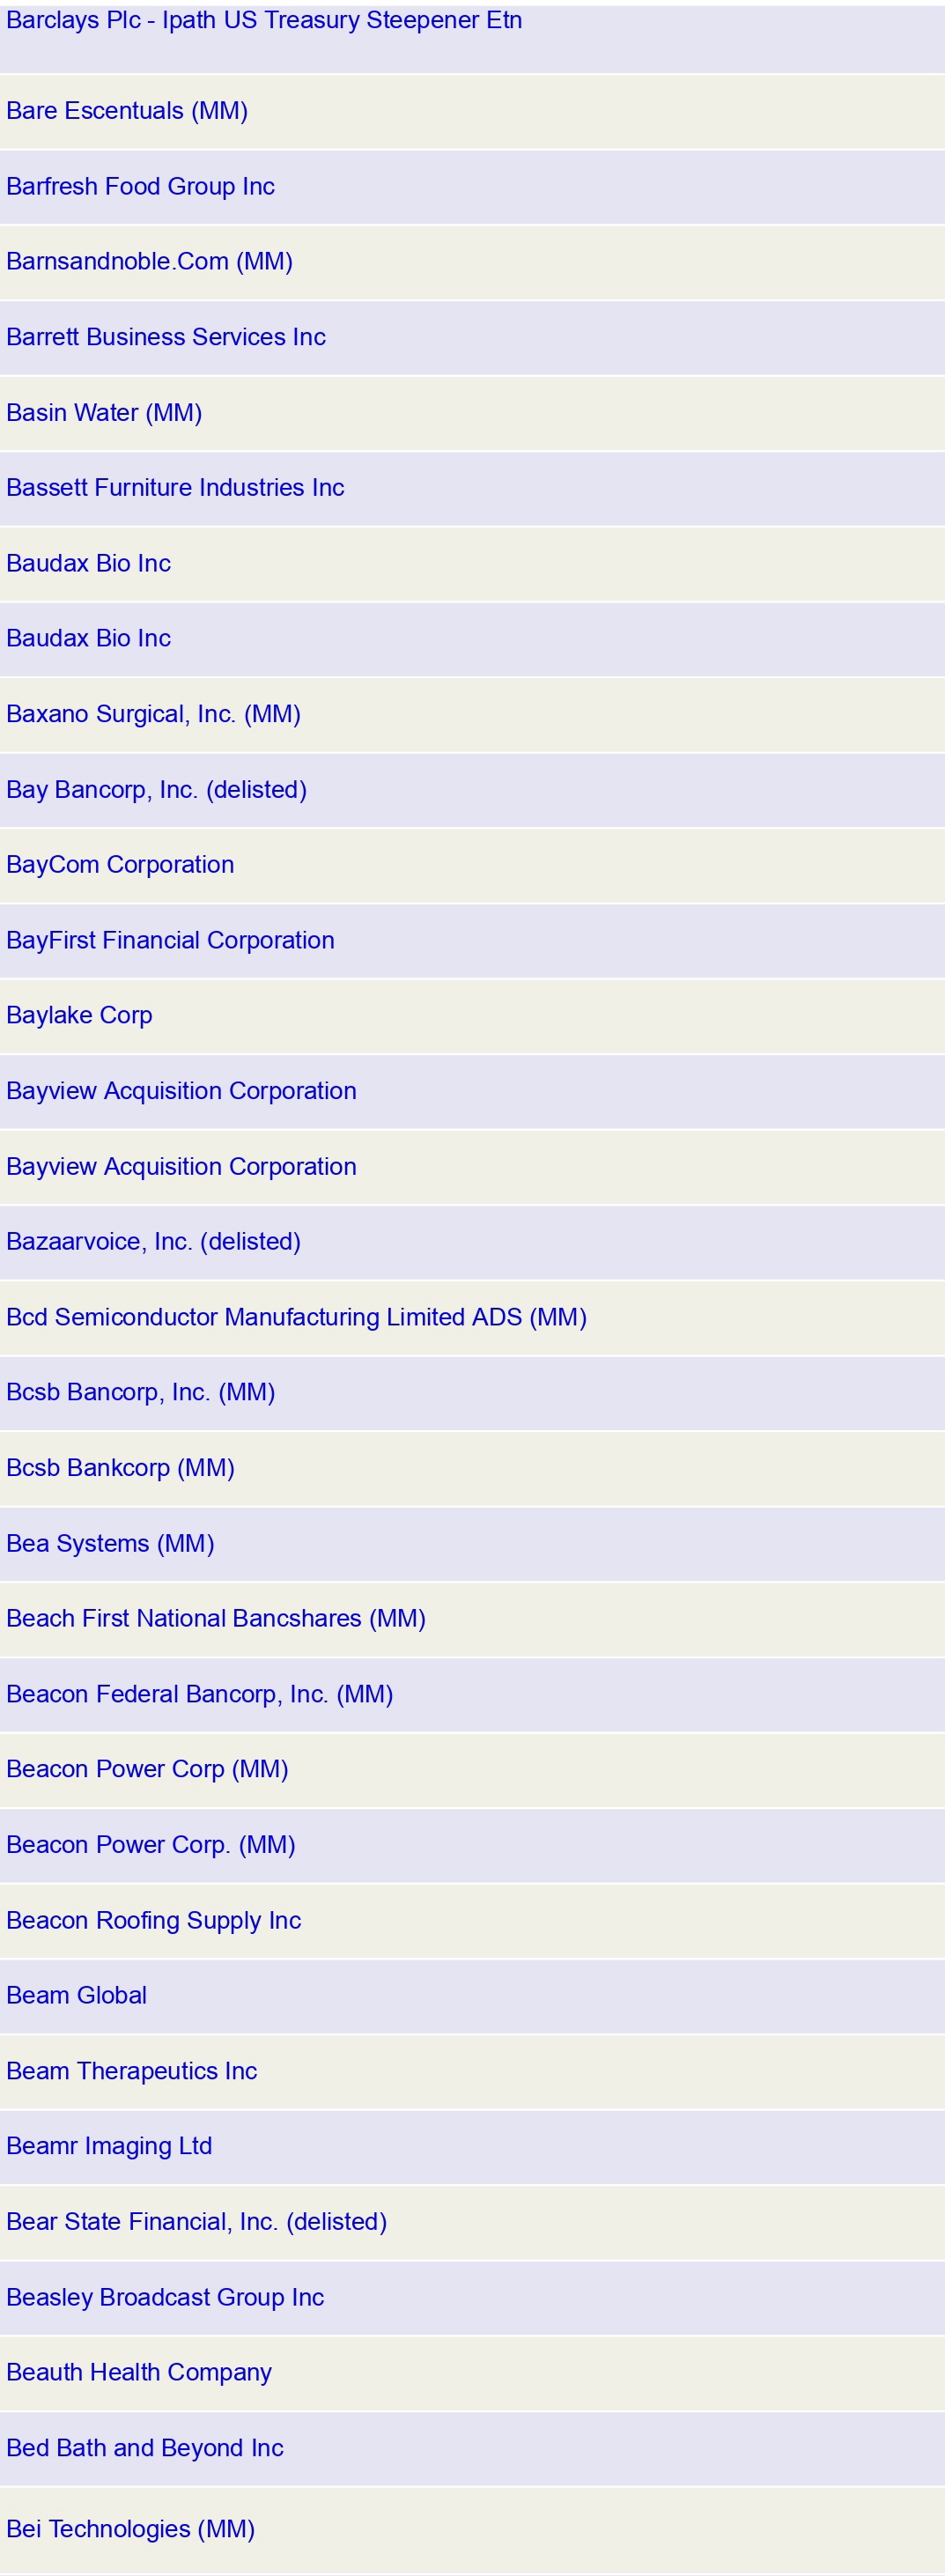 Barclays Plc - Ipath US Treasury Steepener Etn
Bare Escentuals (MM)
Barfresh Food Group Inc
Barnsandnoble.Com (MM)
Barrett Business Services Inc
Basin Water (MM)
Bassett Furniture Industries Inc
Baudax Bio Inc
Baudax Bio Inc
Baxano Surgical, Inc. (MM)
Bay Bancorp, Inc. (delisted)
BayCom Corporation
BayFirst Financial Corporation
Baylake Corp
Bayview Acquisition Corporation
Bayview Acquisition Corporation
Bazaarvoice, Inc. (delisted)
Bcd Semiconductor Manufacturing Limited ADS (MM)
Bcsb Bancorp, Inc. (MM)
Bcsb Bankcorp (MM)
Bea Systems (MM)
Beach First National Bancshares (MM)
Beacon Federal Bancorp, Inc. (MM)
Beacon Power Corp (MM)
Beacon Power Corp. (MM)
Beacon Roofing Supply Inc
Beam Global
Beam Therapeutics Inc
Beamr Imaging Ltd
Bear State Financial, Inc. (delisted)
Beasley Broadcast Group Inc
Beauth Health Company
Bed Bath and Beyond Inc
Bei Technologies (MM)